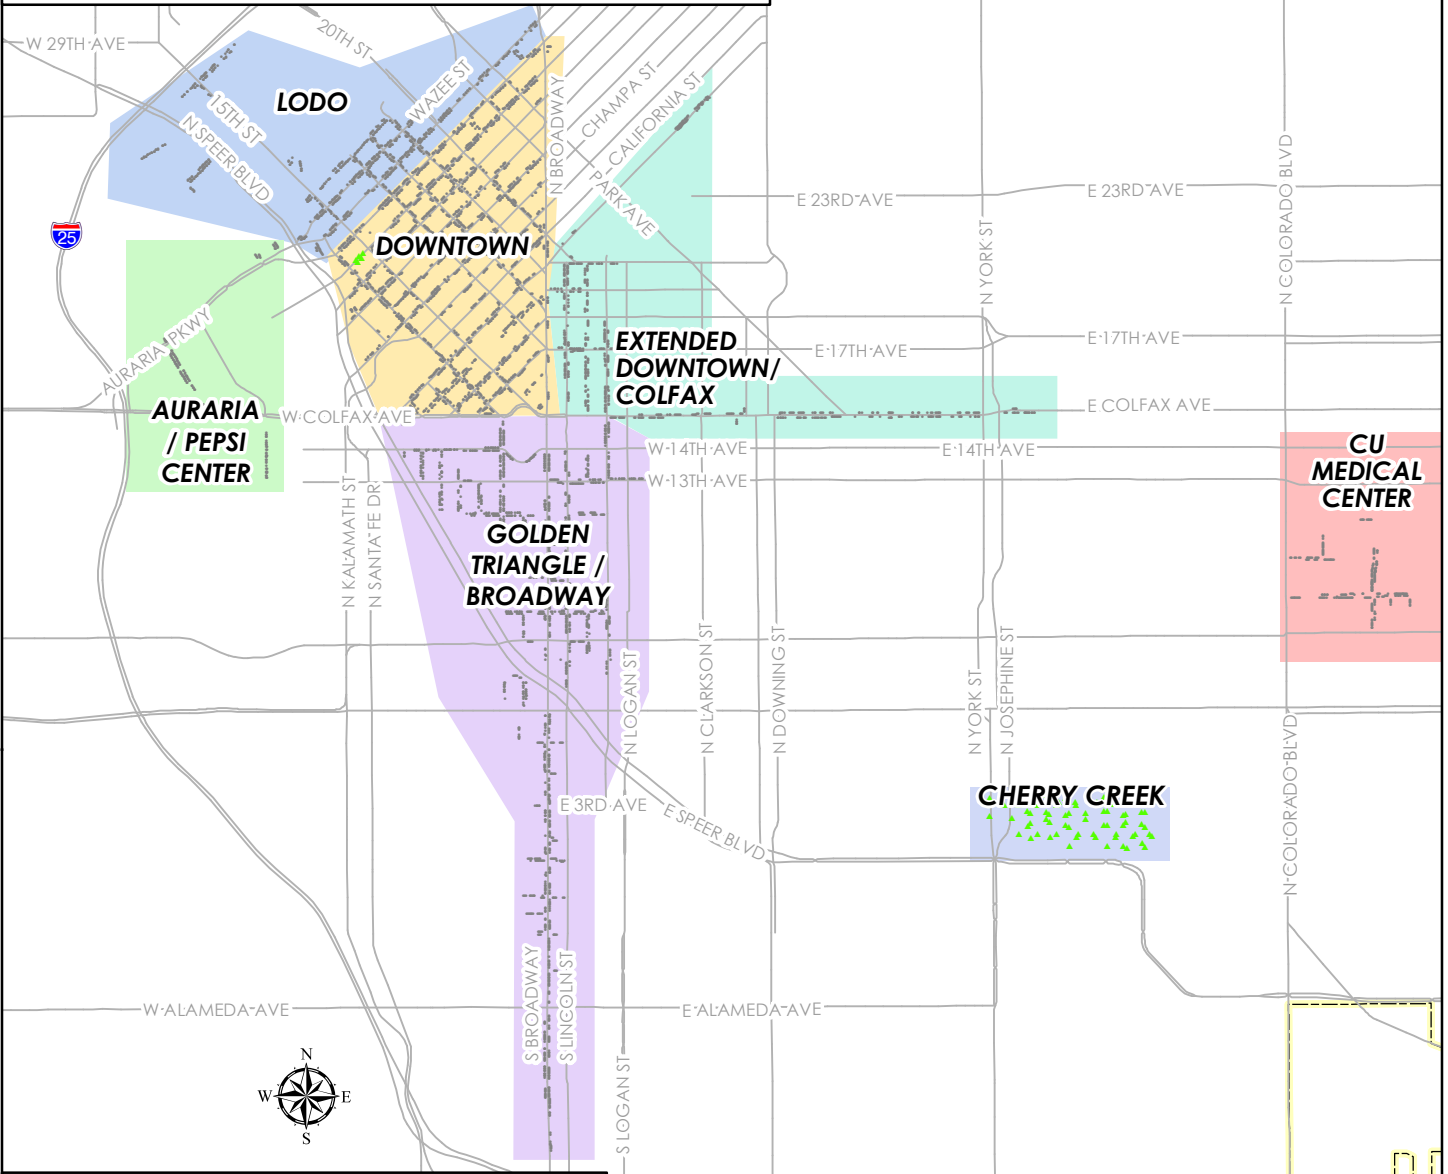 W 29TH AVE
20TH ST
LODO
WAZEE ST
15TH ST
N SPEER BLVD
N BROADWAY
CHAMPA ST
CALIFORNIA ST
PARK AVE
E 23RD AVE
E 23RD AVE
N YORK ST
N COLORADO BLVD
25
DOWNTOWN
AURARIA PKWY
EXTENDED
DOWNTOWN/
COLFAX
E 17TH AVE
E 17TH AVE
AURARIA
/ PEPSI
CENTER
W COLFAX AVE
E COLFAX AVE
W 14TH AVE
E 14TH AVE
W 13TH AVE
CU
MEDICAL
CENTER
N KALAMATH ST
N SANTA FE DR
GOLDEN
TRIANGLE /
BROADWAY
N LOGAN ST
N CLARKSON ST
N DOWNING ST
N YORK ST
N JOSEPHINE ST
N COLORADO BLVD
CHERRY CREEK
E 3RD AVE
E SPEER BLVD
S BROADWAY
S LINCOLN ST
W ALAMEDA AVE
E ALAMEDA AVE
S LOGAN ST
N
W E
S